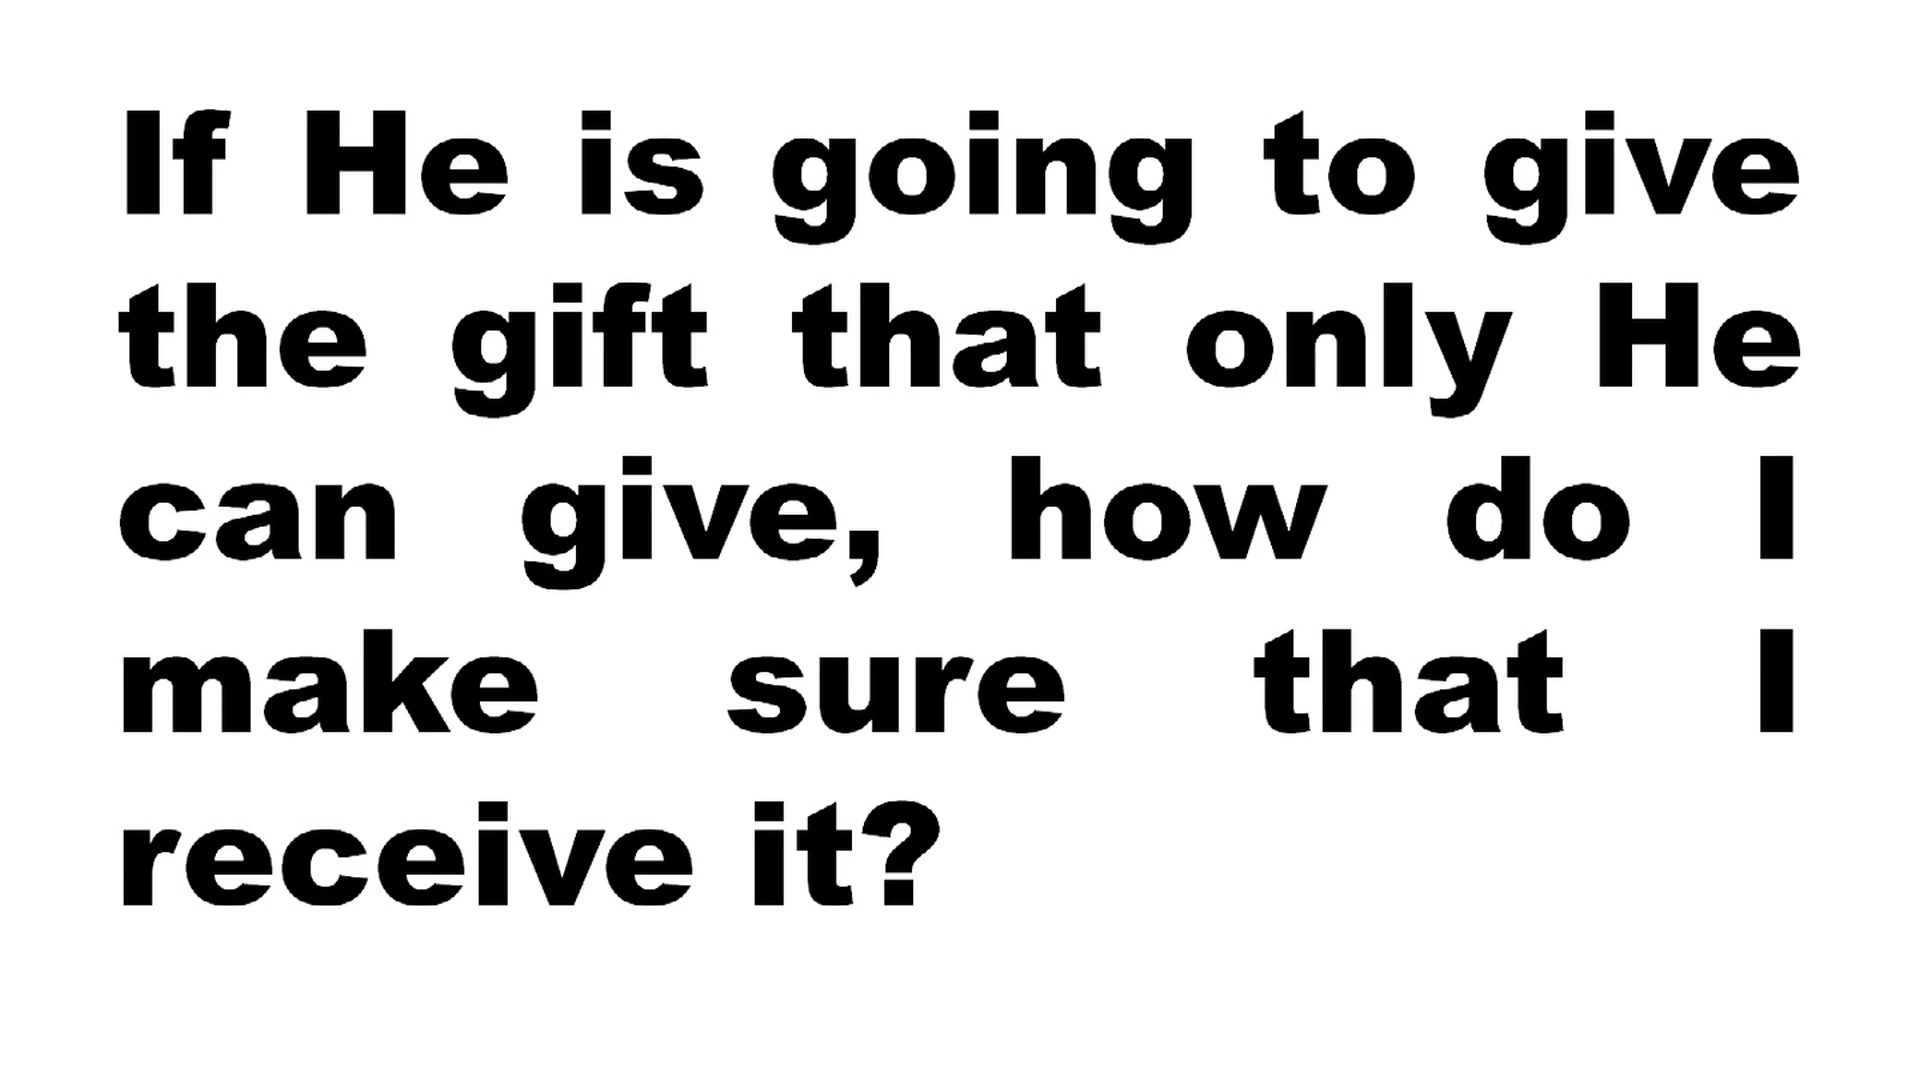 If He is going to give
the gift that only He
can give, how do I
make sure that I
receive it?